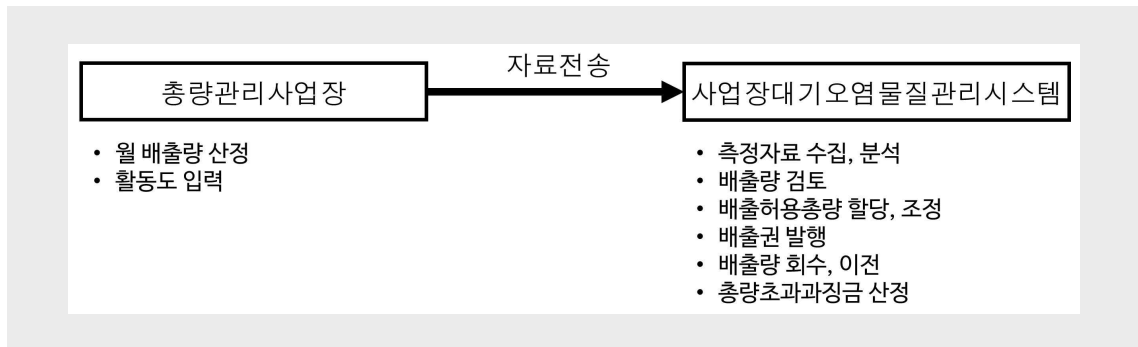 자료전송
총량관리사업장
사업장대기오염물질관리시스템
• 월 배출량 산정
• 활동도 입력
• 측정자료 수집, 분석
• 배출량 검토
• 배출허용총량 할당, 조정
• 배출권 발행
• 배출량 회수, 이전
• 총량초과과징금 산정